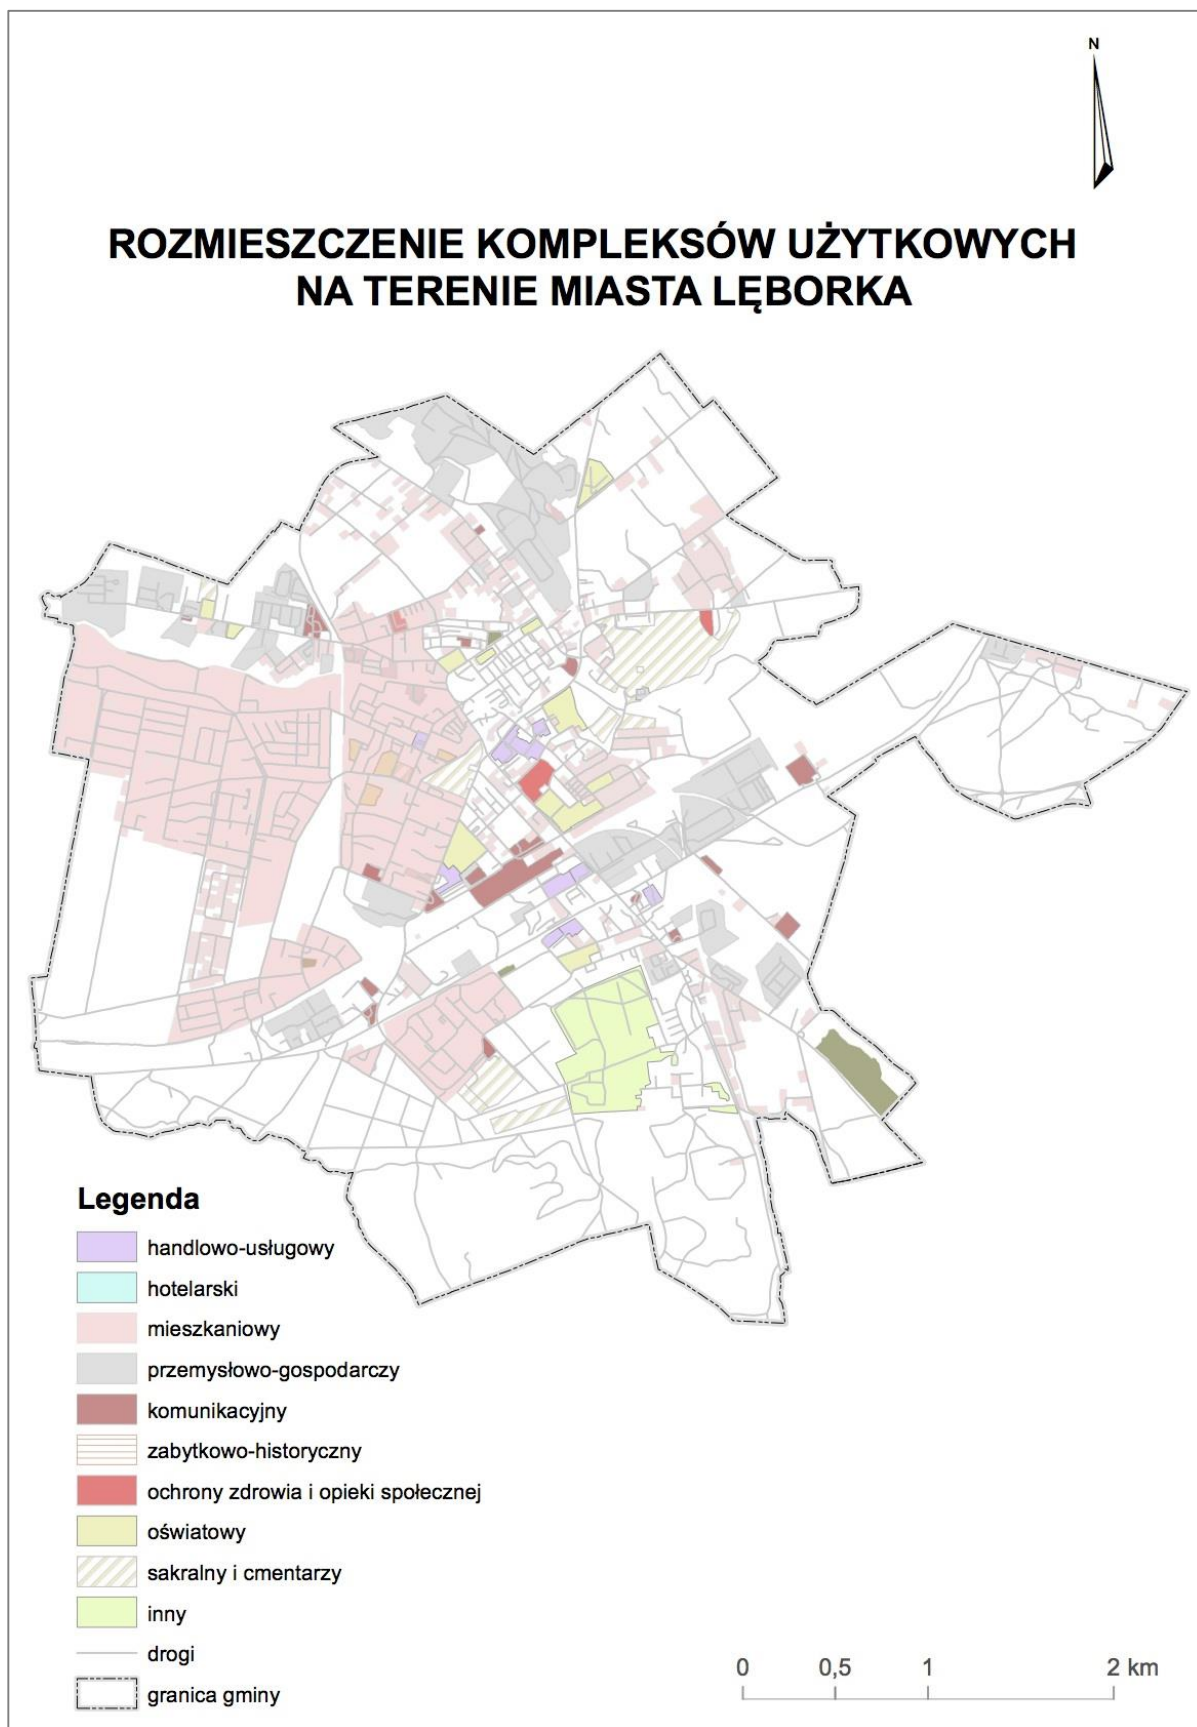 N
ROZMIESZCZENIE KOMPLEKSÓW UŻYTKOWYCH
NA TERENIE MIASTA LĘBORKA
Legenda
handlowo-usługowy
hotelarski
mieszkaniowy
przemysłowo-gospodarczy
komunikacyjny
zabytkowo-historyczny
ochrony zdrowia i opieki społecznej
oświatowy
sakralny i cmentarzy
inny
drogi
granica gminy
0 0,5 1 2 km